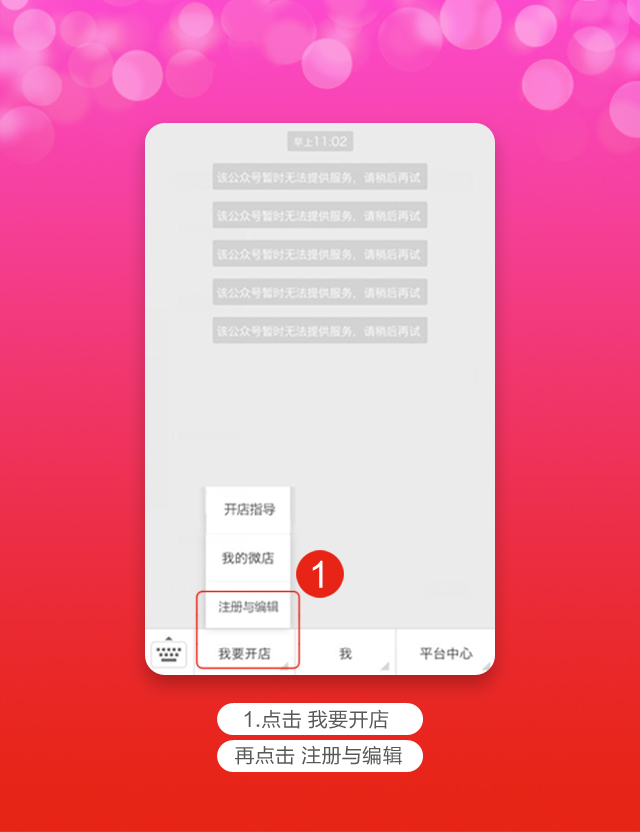 早上11:02
该公众号暂时无法提供服务，请稍后再试
该公众号暂时无法提供服务，请稍后再试
该公众号暂时无法提供服务，请稍后再试
该公众号暂时无法提供服务，请稍后再试
该公众号暂时无法提供服务，请稍后再试
开店指导
我的微店
1
注册与编辑
我要开店
我
平台中心
1.点击 我要开店
再点击 注册与编辑